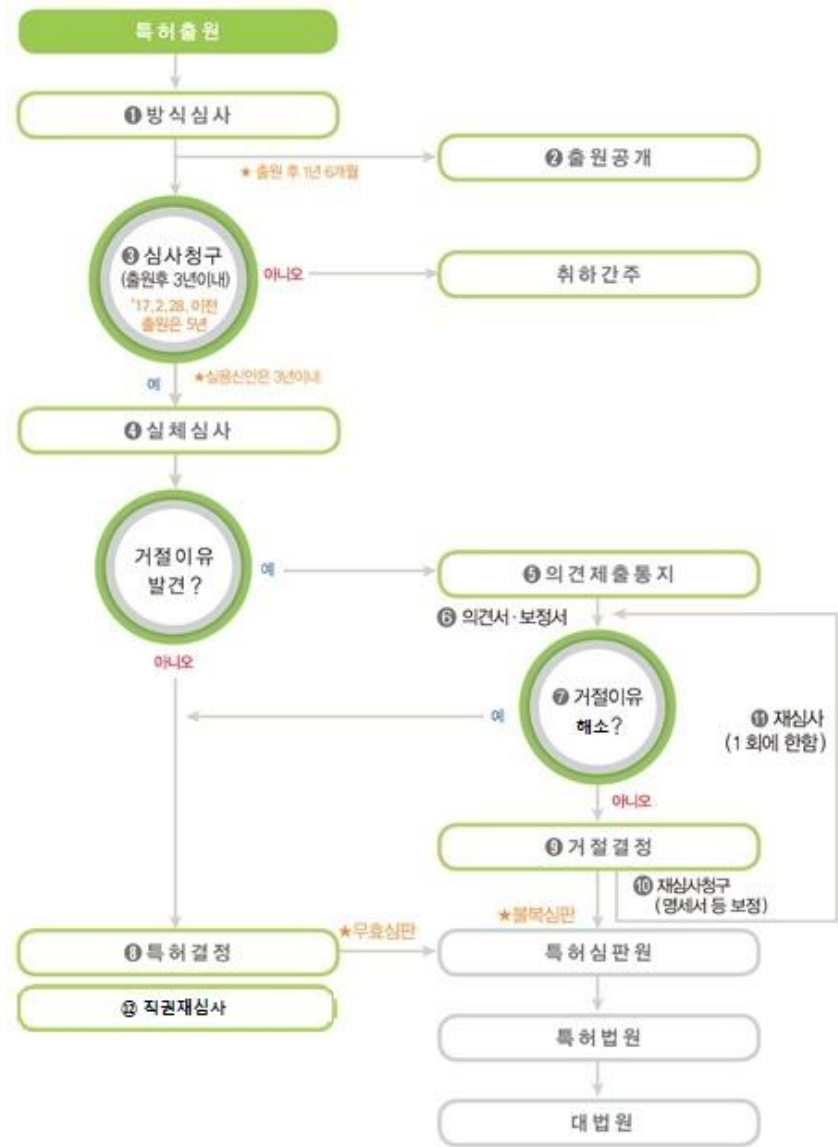 특허출원
❶방식심사
❷출원공개
★ 출원 후 1년 6개월
❸심사청구
(출원후 3년이내)
'17.2.28. 이전
출원은 5년
아니오
취하간주
예
★실용신안은 3년이내
❹실체심사
거절이유
발견?
예
❺의견제출통지
❻ 의견서·보정서
아니오
❼ 거절이유
해소?
예
⓫ 재심사
(1 회에 한함)
아니오
❾거절결정
❿ 재심사청구
(명세서 등 보정)
★불복심판
★무효심판
❽특허결정
특허심판원
⑫ 직권재심사
특허법원
대법원